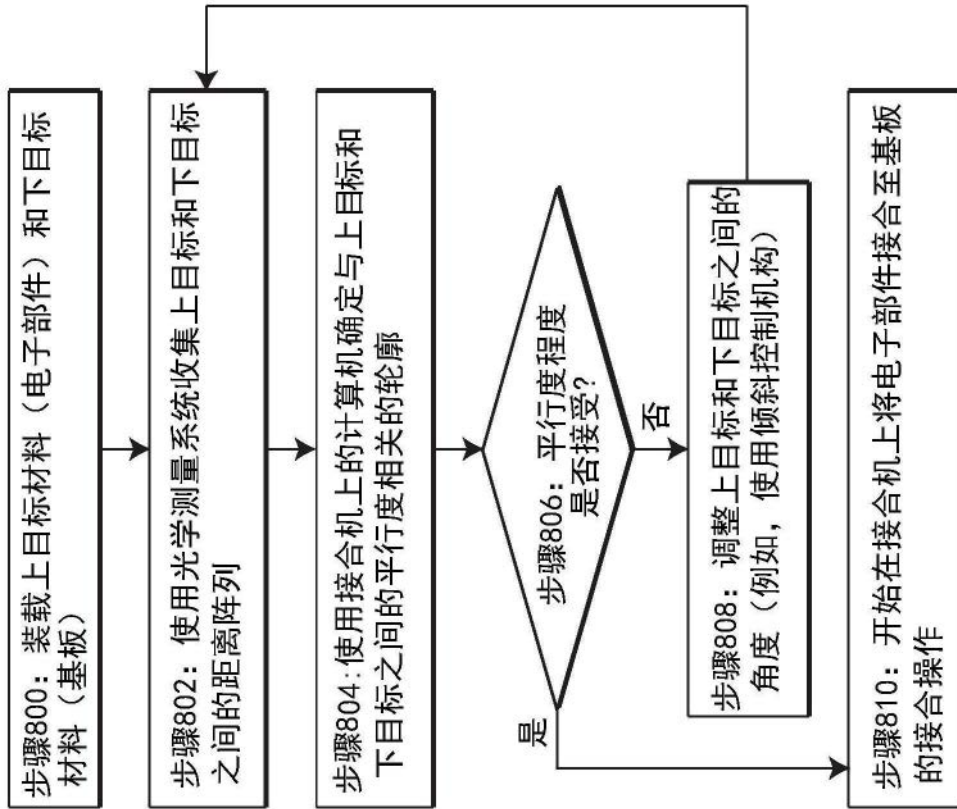 步骤800：装载上目标材料（电子部件）和下目标
材料（基板）
步骤802：使用光学测量系统收集上目标和下目标
之间的距离阵列
步骤804:使用接合机上的计算机确定与上目标和
下目标之间的平行度相关的轮廓
步骤806：平行度程度
是否接受?
是
否
步骤808：调整上目标和下目标之间的
角度（例如，使用倾斜控制机构）
步骤810：开始在接合机上将电子部件接合至基板
的接合操作